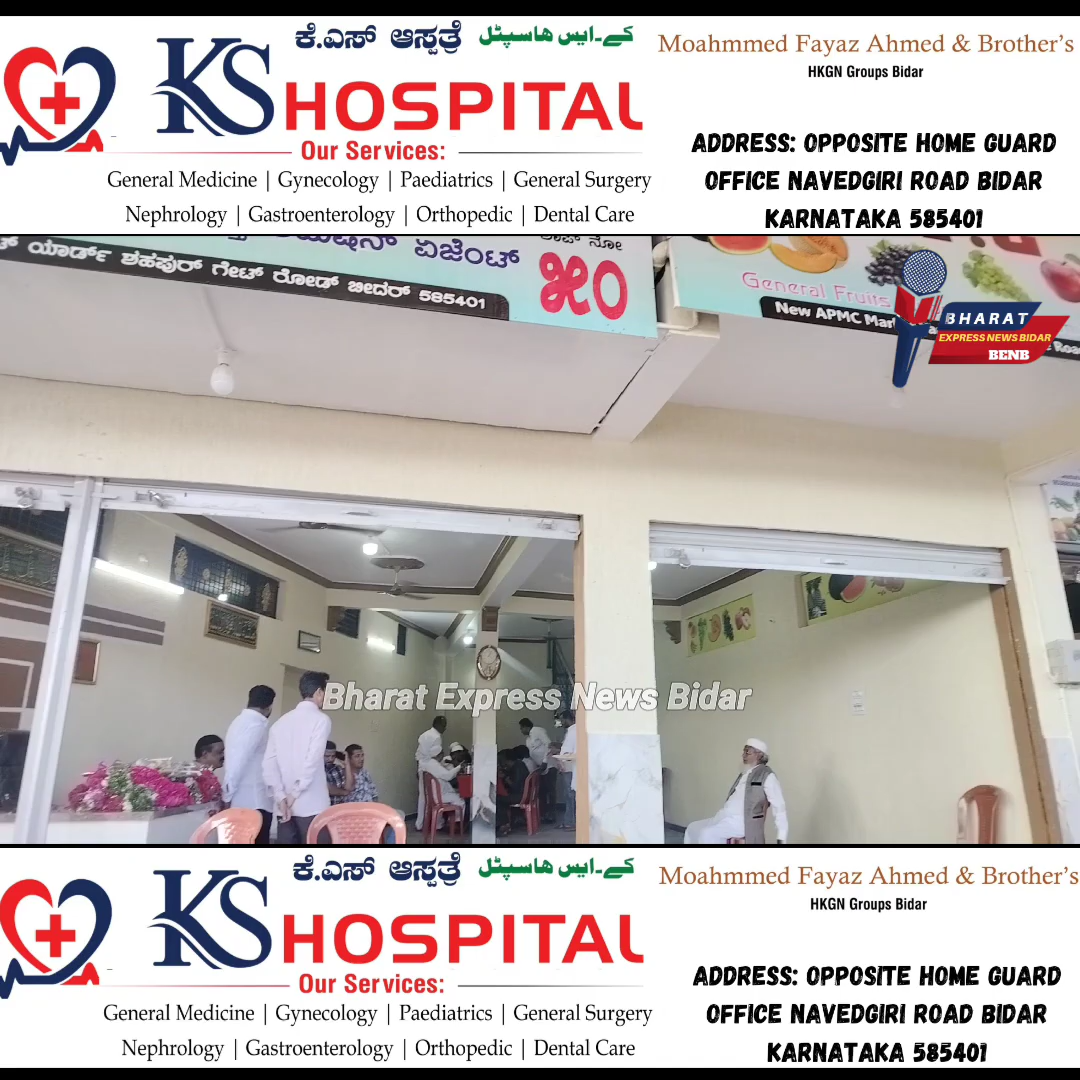 ಕೆ.ಎಸ್ ಆಸ್ಪತ್ರೆ کے۔ایس ھاسپٹل
KS HOSPITAL
Our Services:
General Medicine | Gynecology | Paediatrics | General Surgery
Nephrology | Gastroenterology | Orthopedic | Dental Care
Moahmmed Fayaz Ahmed & Brother's
HKGN Groups Bidar
ADDRESS: OPPOSITE HOME GUARD
OFFICE NAVEDGIRI ROAD BIDAR
KARNATAKA 585401
ಏಜೆಂಟ್
ಯಾರ್ಡ್ ಶಹಪುರ್ ಗೇಟ್ ರೋಡ್ ಬೀದರ್ 585401
ನೋ
೫೦
General Fruits
New APMC
BHARAT
EXPRESS NEWS BIDAR
BENB
Bharat Express News Bidar
ಕೆ.ಎಸ್ ಆಸ್ಪತ್ರೆ کے۔ایس ھاسپٹل
KS HOSPITAL
Our Services:
General Medicine | Gynecology | Paediatrics | General Surgery
Nephrology | Gastroenterology | Orthopedic | Dental Care
Moahmmed Fayaz Ahmed & Brother's
HKGN Groups Bidar
ADDRESS: OPPOSITE HOME GUARD
OFFICE NAVEDGIRI ROAD BIDAR
KARNATAKA 585401